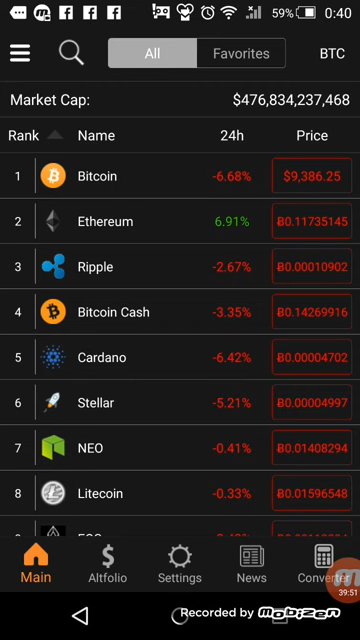 59% 0:40
All Favorites BTC
Market Cap: $476,834,237,468
Rank Name 24h Price
1 Bitcoin -6.68% $9,386.25
2 Ethereum 6.91% Ƀ0.11735145
3 Ripple -2.67% Ƀ0.00010902
4 Bitcoin Cash -3.35% Ƀ0.14269916
5 Cardano -6.42% Ƀ0.00004702
6 Stellar -5.21% Ƀ0.00004997
7 NEO -0.41% Ƀ0.01408294
8 Litecoin -0.33% Ƀ0.01596548
Main Altfolio Settings News Converter
39:51
Recorded by mobizen